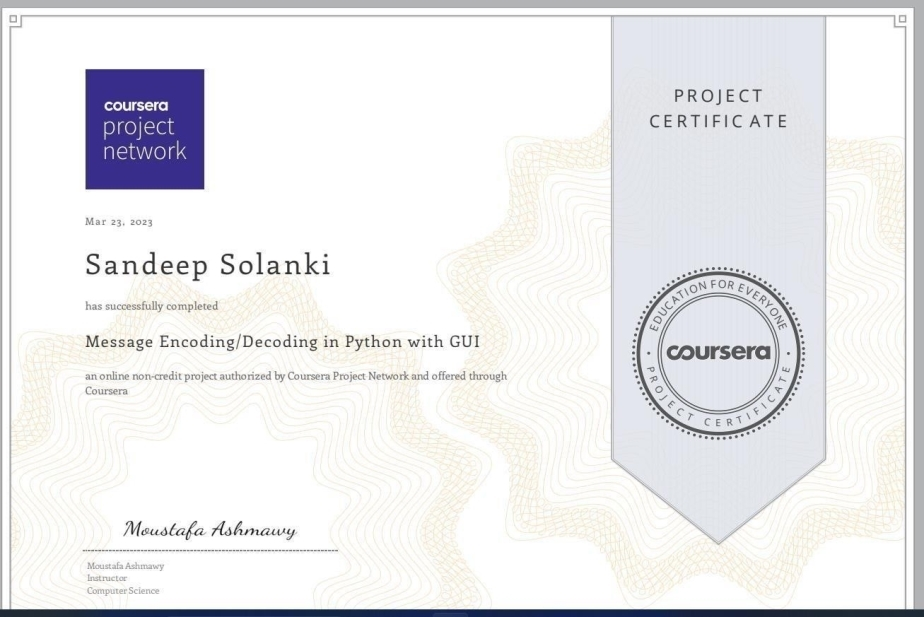 coursera
project
network
PROJECT
CERTIFICATE
Mar 23, 2023
Sandeep Solanki
has successfully completed
Message Encoding/Decoding in Python with GUI
an online non-credit project authorized by Coursera Project Network and offered through
Coursera
EDUCATION FOR EVERYONE
coursera
PROJECT CERTIFICATE
Moustafa Ashmawy
Moustafa Ashmawy
Instructor
Computer Science